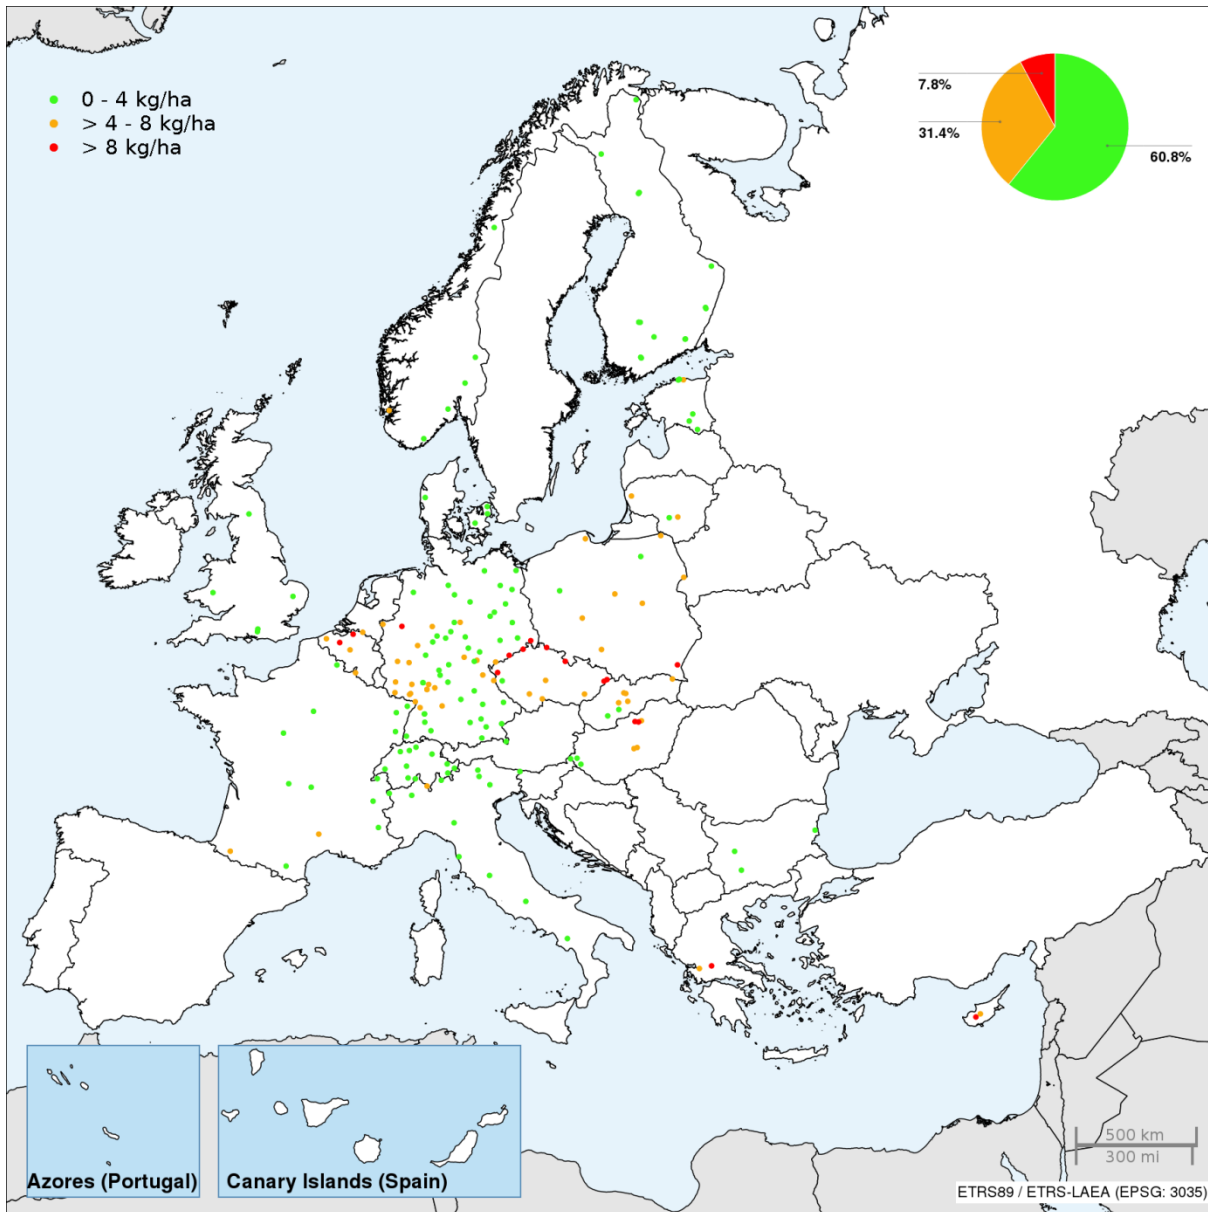 0 - 4 kg/ha
> 4 - 8 kg/ha
> 8 kg/ha
7.8%
31.4%
60.8%
Azores (Portugal)
Canary Islands (Spain)
500 km
300 mi
ETRS89 / ETRS-LAEA (EPSG: 3035)